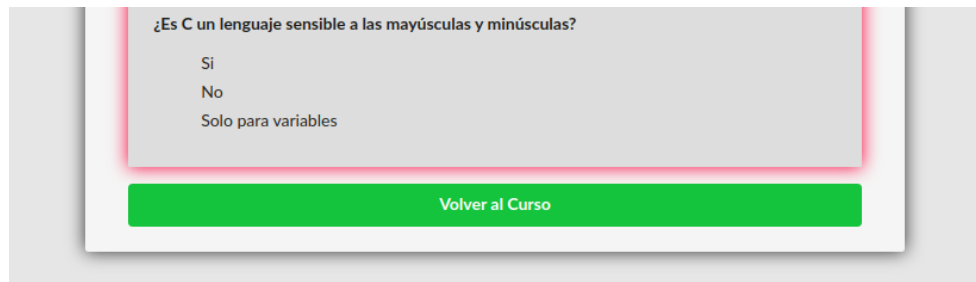 ¿Es C un lenguaje sensible a las mayúsculas y minúsculas?
Si
No
Solo para variables
Volver al Curso